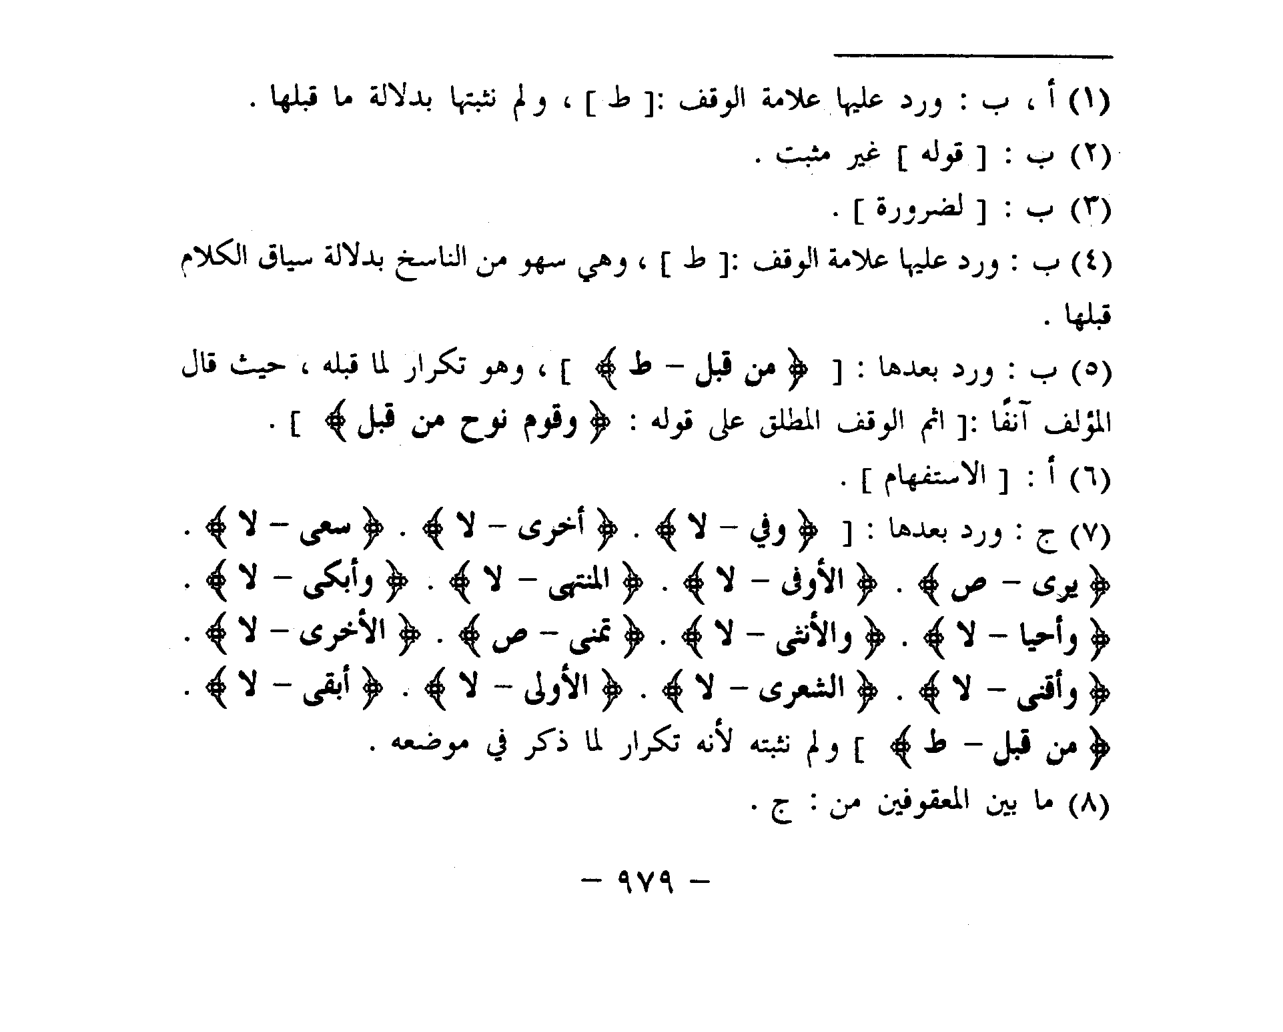 (١) أ ، ب : ورد عليها علامة الوقف :[ ط ] ، ولم نثبتها بدلالة ما قبلها .
(٢) ب : [ قوله ] غير مثبت .
(٣) ب : [ لضرورة ] .
(٤) ب : ورد عليها علامة الوقف :[ ط ] ، وهي سهو من الناسخ بدلالة سياق الكلام
قبلها .
(٥) ب : ورد بعدها : [ ﴿ من قبل – ط ﴾ ] ، وهو تكرار لما قبله ، حيث قال
المؤلف آنفًا :[ اثم الوقف المطلق على قوله : ﴿ وقوم نوح من قبل ﴾ ] .
(٦) أ : [ الاستفهام ] .
(٧) ج : ورد بعدها : [ ﴿ وفي – لا ﴾ . ﴿ أخرى – لا ﴾ . ﴿ سعى – لا ﴾ .
﴿ يرى – ص ﴾ . ﴿ الأوفى – لا ﴾ . ﴿ المنتهى – لا ﴾ . ﴿ وأبكى – لا ﴾ .
﴿ وأحيا – لا ﴾ . ﴿ والأنثى – لا ﴾ . ﴿ تمنى – ص ﴾ . ﴿ الأخرى – لا ﴾ .
﴿ وأقنى – لا ﴾ . ﴿ الشعرى – لا ﴾ . ﴿ الأولى – لا ﴾ . ﴿ أبقى – لا ﴾ .
﴿ من قبل – ط ﴾ ] ولم نثبته لأنه تكرار لما ذكر في موضعه .
(٨) ما بين المعقوفين من : ج .
– ٩٧٩ –